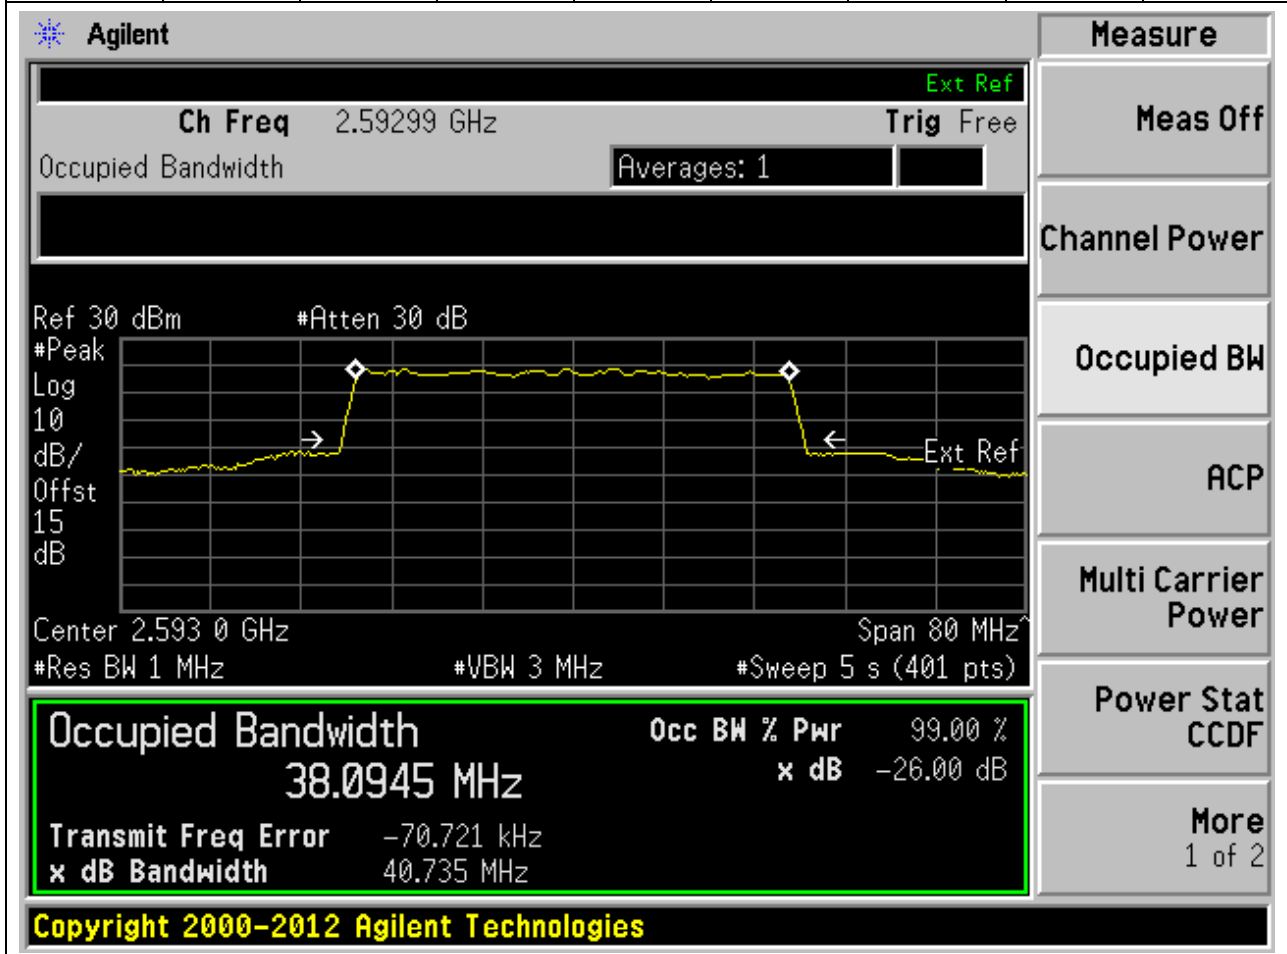 Agilent
Measure
Ext Ref
Ch Freq 2.59299 GHz Trig Free
Occupied Bandwidth Averages: 1
Meas Off
Channel Power
Occupied BW
ACP
Multi Carrier
Power
Power Stat
CCDF
More
1 of 2
Ref 30 dBm #Atten 30 dB
#Peak
Log
10
dB/
Offst
15
dB
Ext Ref
Center 2.593 0 GHz Span 80 MHz^
#Res BW 1 MHz #VBW 3 MHz #Sweep 5 s (401 pts)
Occupied Bandwidth
38.0945 MHz
Occ BW % Pwr 99.00 %
x dB -26.00 dB
Transmit Freq Error -70.721 kHz
x dB Bandwidth 40.735 MHz
Copyright 2000-2012 Agilent Technologies